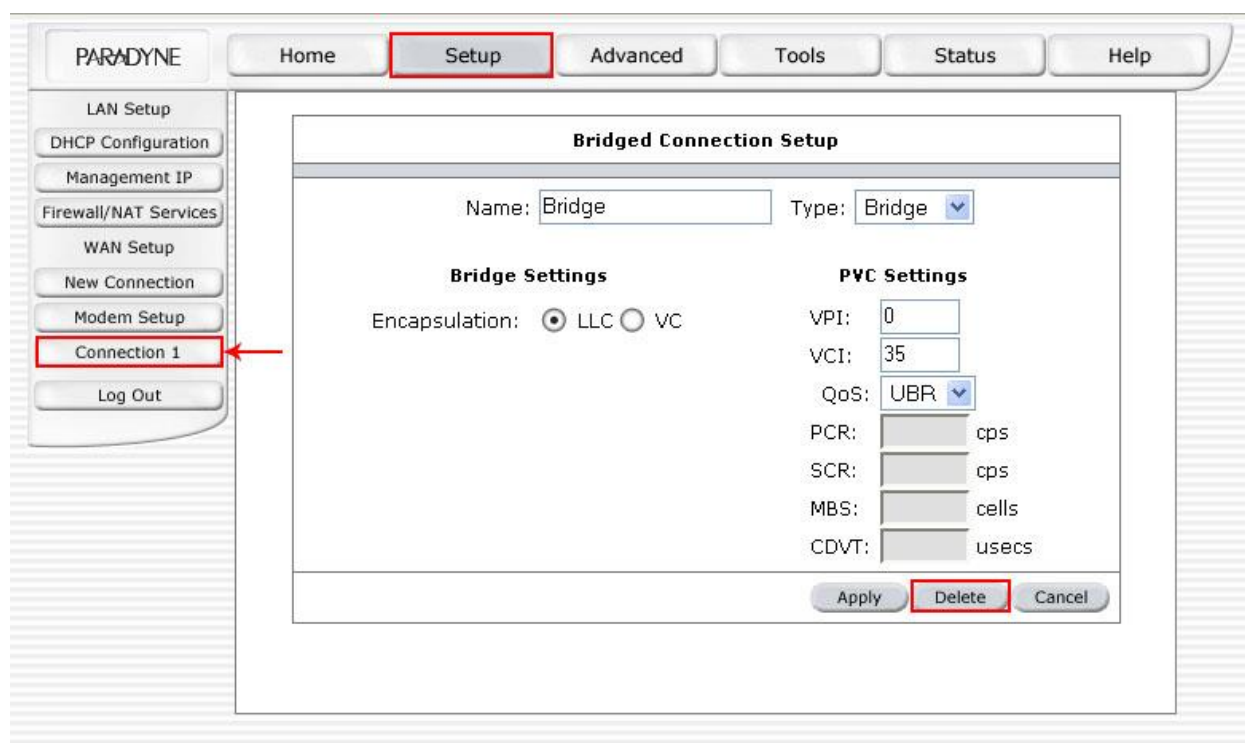 PARADYNE
Home
Setup
Advanced
Tools
Status
Help
LAN Setup
DHCP Configuration
Management IP
Firewall/NAT Services
WAN Setup
New Connection
Modem Setup
Connection 1
Log Out
Bridged Connection Setup
Name: Bridge
Type: Bridge
Bridge Settings
Encapsulation: LLC VC
PVC Settings
VPI: 0
VCI: 35
QoS: UBR
PCR: cps
SCR: cps
MBS: cells
CDVT: usecs
Apply
Delete
Cancel